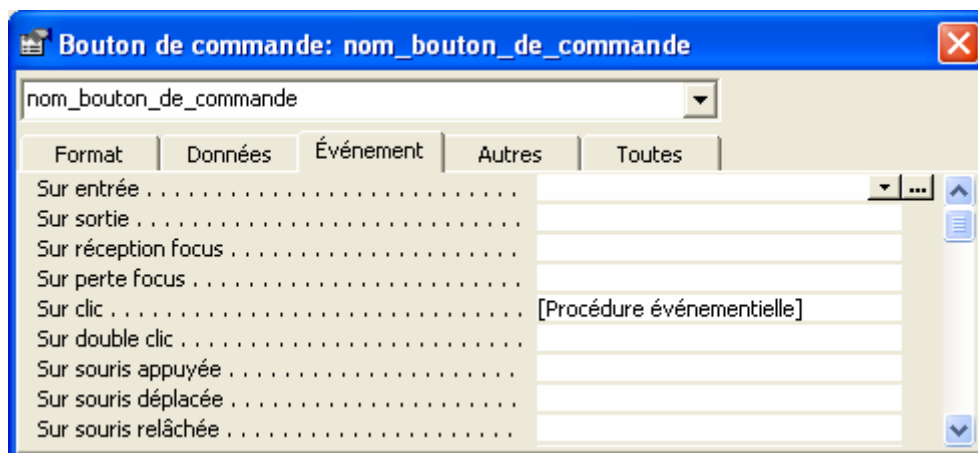 Bouton de commande: nom_bouton_de_commande
nom_bouton_de_commande
Format Données Événement Autres Toutes
Sur entrée . . . . . . . . . . . . . . . . . . . . . . . . . . . . ...
Sur sortie . . . . . . . . . . . . . . . . . . . . . . . . . . . .
Sur réception focus . . . . . . . . . . . . . . . . . . . . .
Sur perte focus . . . . . . . . . . . . . . . . . . . . . . . .
Sur clic . . . . . . . . . . . . . . . . . . . . . . . . . . . . . . [Procédure événementielle]
Sur double clic . . . . . . . . . . . . . . . . . . . . . . . .
Sur souris appuyée . . . . . . . . . . . . . . . . . . . . .
Sur souris déplacée . . . . . . . . . . . . . . . . . . . . .
Sur souris relâchée . . . . . . . . . . . . . . . . . . . . .